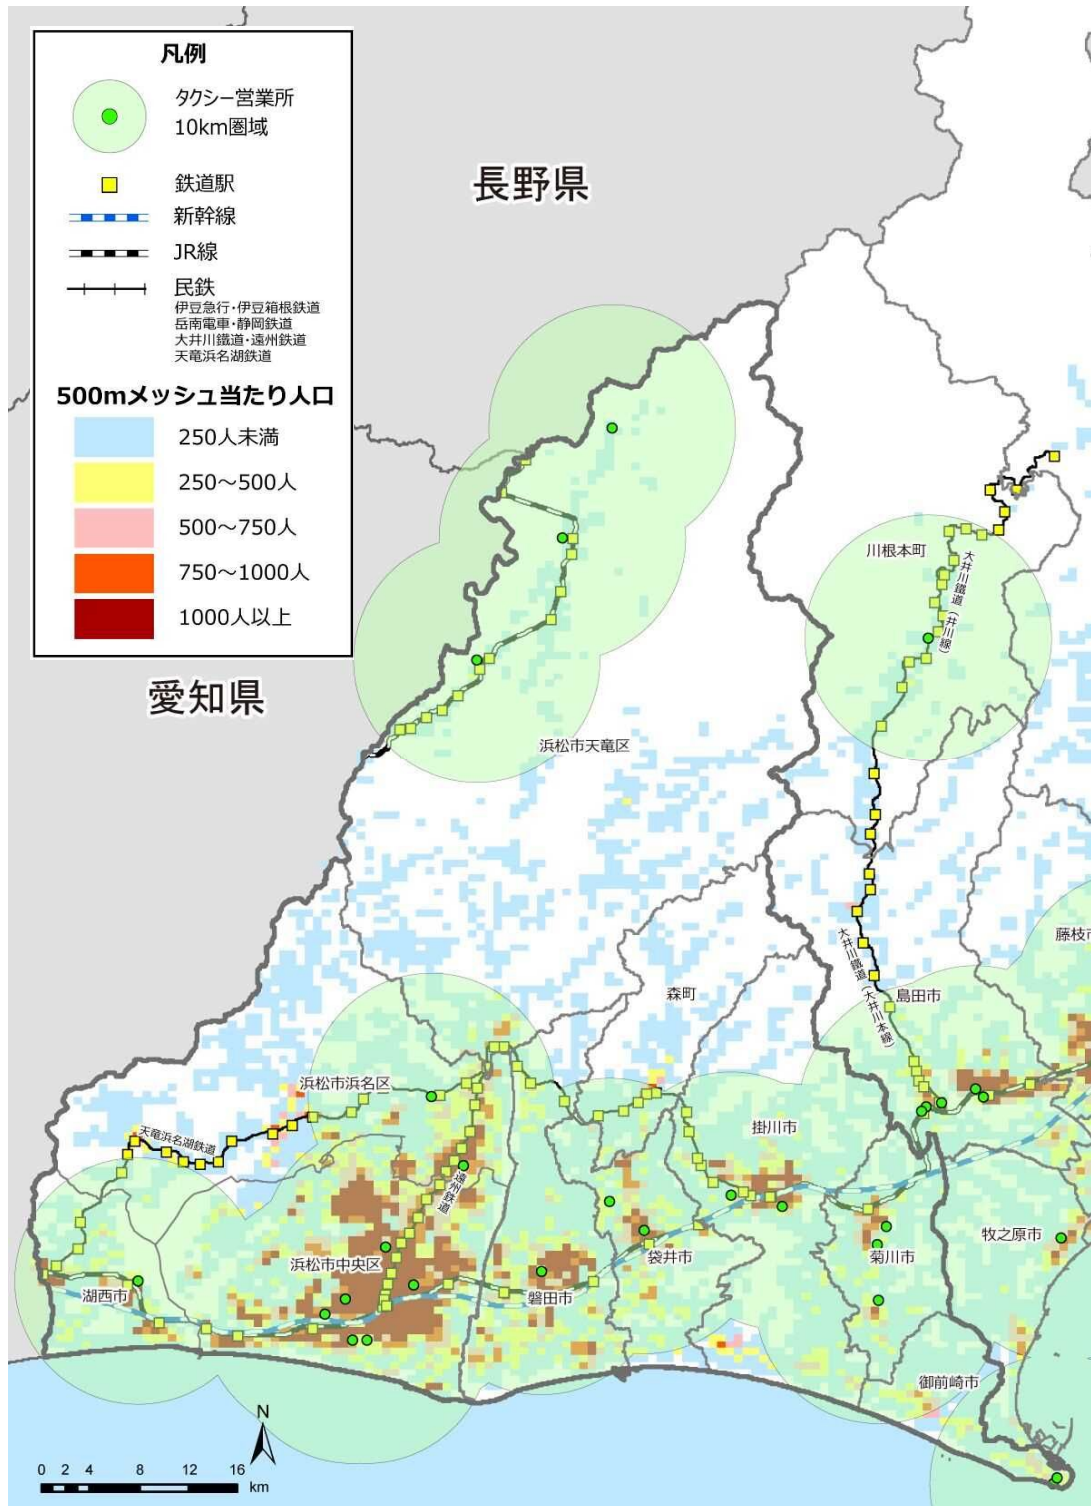 凡例
タクシー営業所
10km圏域
鉄道駅
新幹線
JR線
民鉄
伊豆急行・伊豆箱根鉄道
岳南電車・静岡鉄道
大井川鐵道・遠州鉄道
天竜浜名湖鉄道
500mメッシュ当たり人口
250人未満
250～500人
500～750人
750～1000人
1000人以上
長野県
愛知県
川根本町
大井川鐵道（井川線）
浜松市天竜区
藤枝市
大井川鐵道（大井川本線）
島田市
森町
浜松市浜名区
天竜浜名湖鉄道
掛川市
遠州鉄道
牧之原市
袋井市
菊川市
浜松市中央区
湖西市
磐田市
御前崎市
N
0 2 4 8 12 16
km